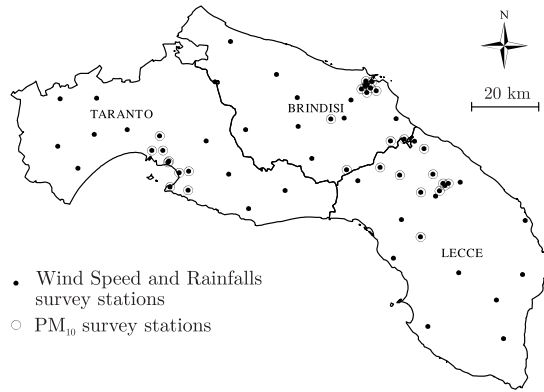 N
20 km
TARANTO
BRINDISI
LECCE
Wind Speed and Rainfalls
survey stations
PM₁₀ survey stations